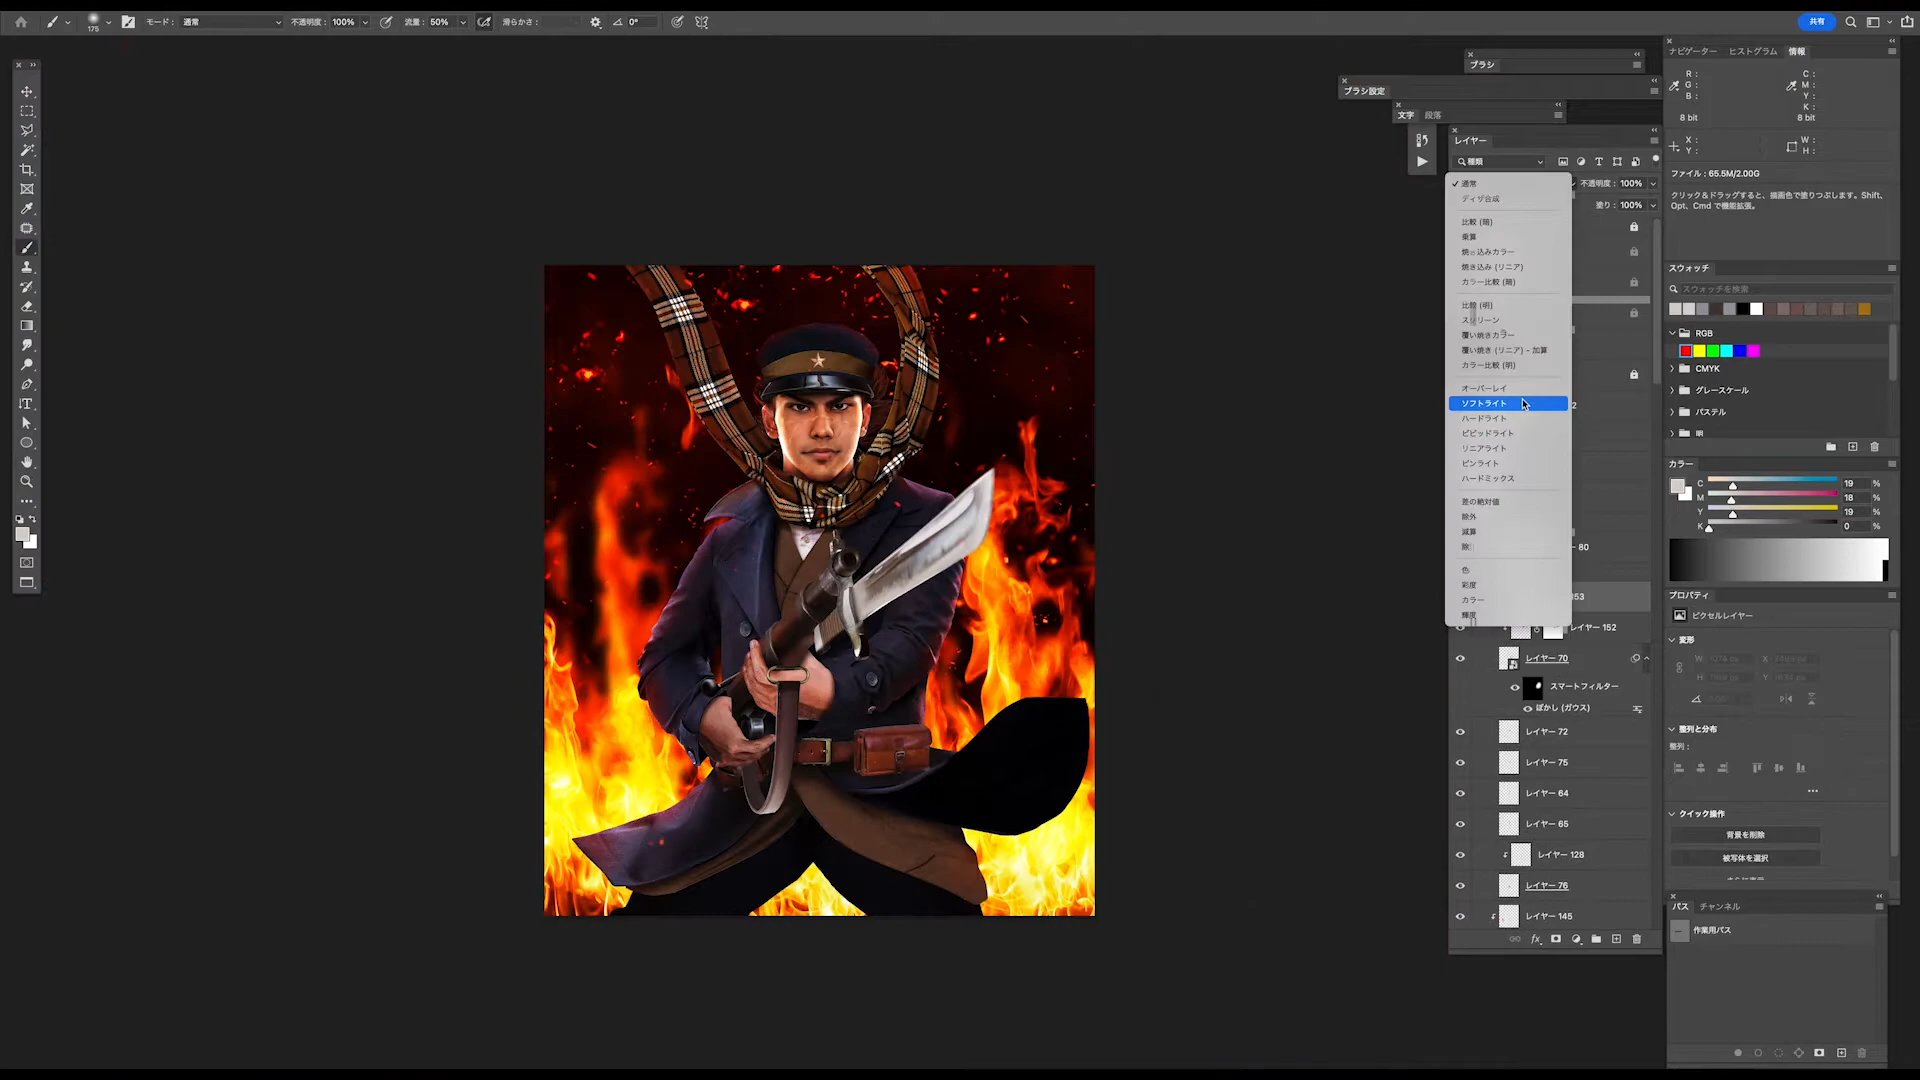 175
モード：
通常
不透明度：
100%
流量：
50%
滑らかさ：
0°
共有
ブラシ
ブラシ設定
文字
段落
レイヤー
種類
通常
ディザ合成
比較 (暗)
乗算
焼き込みカラー
焼き込み (リニア)
カラー比較 (暗)
比較 (明)
スクリーン
覆い焼きカラー
覆い焼き (リニア) - 加算
カラー比較 (明)
オーバーレイ
ソフトライト
ハードライト
ビビッドライト
リニアライト
ピンライト
ハードミックス
差の絶対値
除外
減算
色
彩度
カラー
輝度
不透明度：
100%
塗り：
100%
2
- 80
153
レイヤー 152
レイヤー 70
スマートフィルター
ぼかし (ガウス)
レイヤー 72
レイヤー 75
レイヤー 64
レイヤー 65
レイヤー 128
レイヤー 76
レイヤー 145
fx
ナビゲーター
ヒストグラム
情報
R :
G :
B :
8 bit
C :
M :
Y :
K :
8 bit
X :
Y :
W :
H :
ファイル : 65.5M/2.00G
クリック＆ドラッグすると、描画色で塗りつぶします。Shift、
Opt、Cmd で機能拡張。
スウォッチ
スウォッチを検索
RGB
CMYK
グレースケール
パステル
明
カラー
C
19
%
M
18
%
Y
19
%
K
0
%
プロパティ
ピクセルレイヤー
変形
整列と分布
整列：
クイック操作
背景を削除
被写体を選択
パス
チャンネル
作業用パス